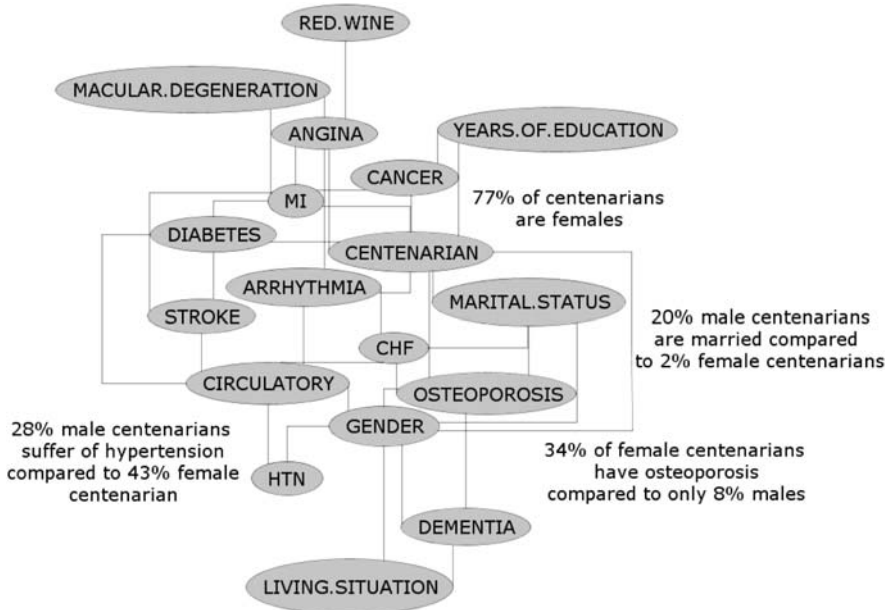 RED.WINE
MACULAR.DEGENERATION
ANGINA
YEARS.OF.EDUCATION
CANCER
MI
77% of centenarians
are females
DIABETES
CENTENARIAN
ARRHYTHMIA
MARITAL.STATUS
STROKE
20% male centenarians
are married compared
to 2% female centenarians
CHF
CIRCULATORY
OSTEOPOROSIS
GENDER
28% male centenarians
suffer of hypertension
compared to 43% female
centenarian
34% of female centenarians
have osteoporosis
compared to only 8% males
HTN
DEMENTIA
LIVING.SITUATION